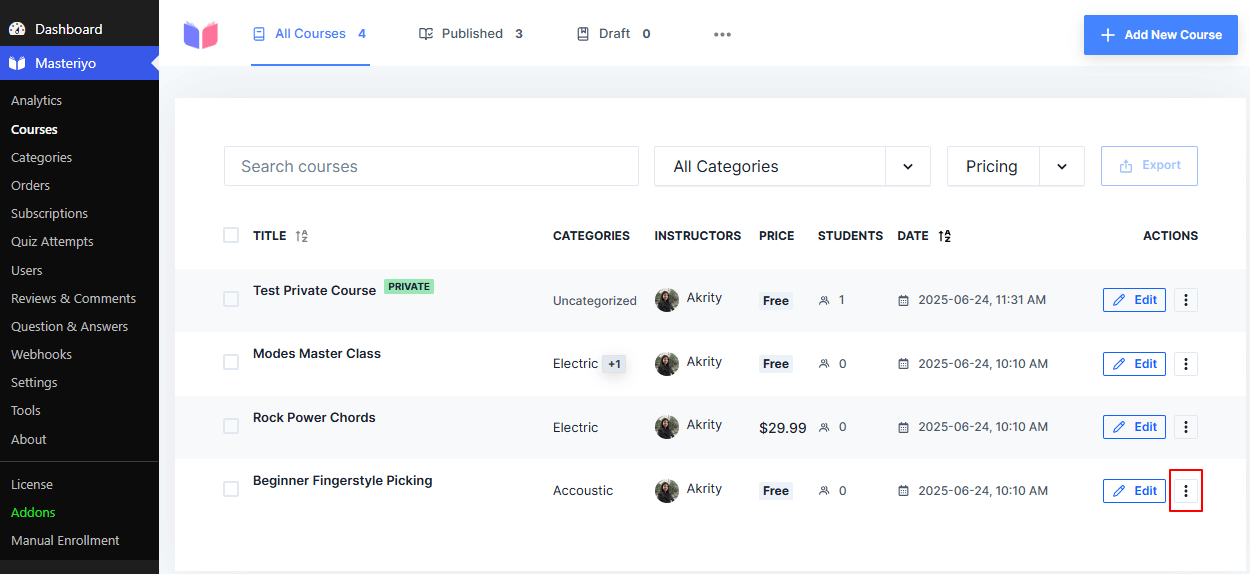 Dashboard
Masteriyo
Analytics
Courses
Categories
Orders
Subscriptions
Quiz Attempts
Users
Reviews & Comments
Question & Answers
Webhooks
Settings
Tools
About
License
Addons
Manual Enrollment
All Courses 4 Published 3 Draft 0 Add New Course
Search courses All Categories Pricing Export
TITLE CATEGORIES INSTRUCTORS PRICE STUDENTS DATE ACTIONS
Test Private Course PRIVATE Uncategorized Akrity Free 1 2025-06-24, 11:31 AM Edit
Modes Master Class Electric +1 Akrity Free 0 2025-06-24, 10:10 AM Edit
Rock Power Chords Electric Akrity $29.99 0 2025-06-24, 10:10 AM Edit
Beginner Fingerstyle Picking Accoustic Akrity Free 0 2025-06-24, 10:10 AM Edit